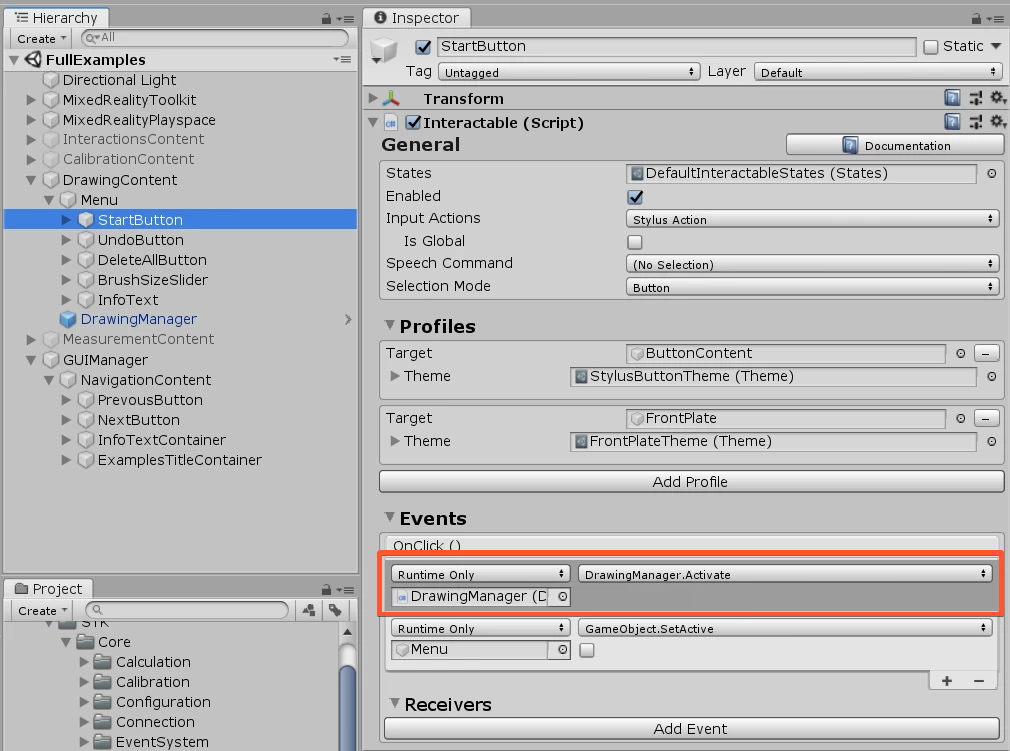 Hierarchy
Create
All
FullExamples
Directional Light
MixedRealityToolkit
MixedRealityPlayspace
InteractionsContent
CalibrationContent
DrawingContent
Menu
StartButton
UndoButton
DeleteAllButton
BrushSizeSlider
InfoText
DrawingManager
MeasurementContent
GUIManager
NavigationContent
PrevousButton
NextButton
InfoTextContainer
ExamplesTitleContainer
Project
Create
STK
Core
Calculation
Calibration
Configuration
Connection
EventSystem
Inspector
StartButton Static
Tag Untagged Layer Default
Transform
Interactable (Script)
General Documentation
States DefaultInteractableStates (States)
Enabled
Input Actions Stylus Action
Is Global
Speech Command (No Selection)
Selection Mode Button
Profiles
Target ButtonContent
Theme StylusButtonTheme (Theme)
Target FrontPlate
Theme FrontPlateTheme (Theme)
Add Profile
Events
OnClick ()
Runtime Only DrawingManager.Activate
DrawingManager (D
Runtime Only GameObject.SetActive
Menu
+ −
Receivers
Add Event